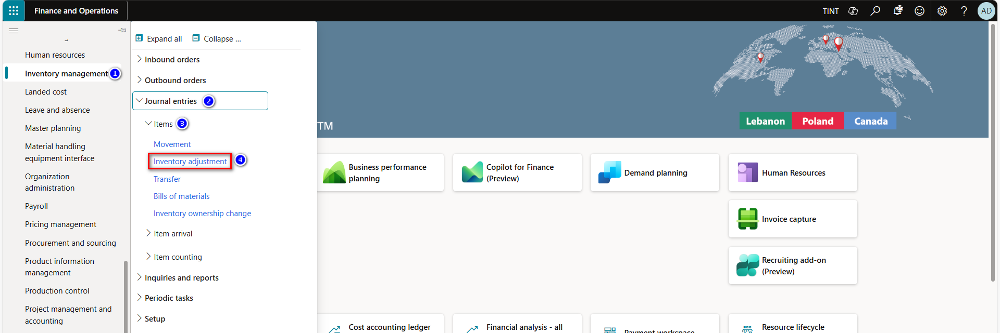 Finance and Operations
TINT
25
AD
Expand all
Collapse ...
Human resources
Inventory management
1
Landed cost
Leave and absence
Master planning
Material handling
equipment interface
Organization
administration
Payroll
Pricing management
Procurement and sourcing
Product information
management
Production control
Project management and
accounting
Inbound orders
Outbound orders
Journal entries
2
Items
3
Movement
Inventory adjustment
4
Transfer
Bills of materials
Inventory ownership change
Item arrival
Item counting
Inquiries and reports
Periodic tasks
Setup
TM
Lebanon
Poland
Canada
Business performance
planning
Copilot for Finance
(Preview)
Demand planning
Human Resources
Invoice capture
Recruiting add-on
(Preview)
Cost accounting ledger
Financial analysis - all
Payment workspace
Resource lifecycle